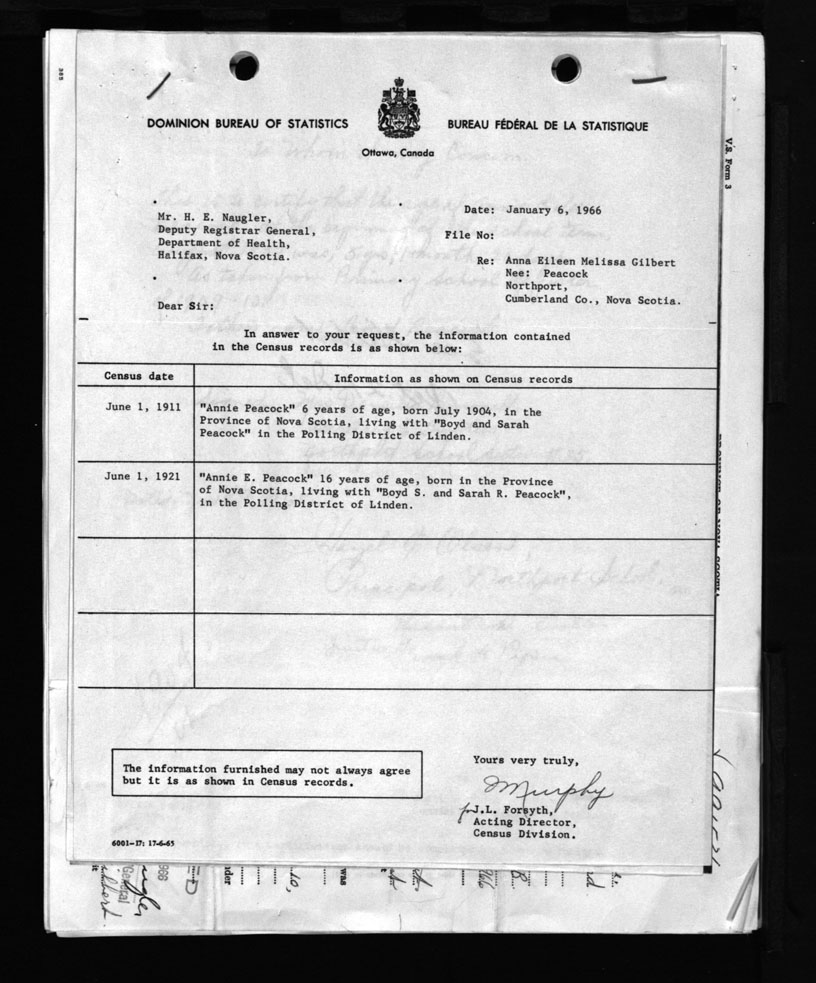 385
DOMINION BUREAU OF STATISTICS
BUREAU FÉDÉRAL DE LA STATISTIQUE
Ottawa, Canada
V.S. Form 3
Mr. H. E. Naugler,
Deputy Registrar General,
Department of Health,
Halifax, Nova Scotia.
Date: January 6, 1966
File No:
Re: Anna Eileen Melissa Gilbert
Nee: Peacock
Northport,
Cumberland Co., Nova Scotia.
Dear Sir:
In answer to your request, the information contained
in the Census records is as shown below:
Census date
Information as shown on Census records
June 1, 1911
"Annie Peacock" 6 years of age, born July 1904, in the
Province of Nova Scotia, living with "Boyd and Sarah
Peacock" in the Polling District of Linden.
June 1, 1921
"Annie E. Peacock" 16 years of age, born in the Province
of Nova Scotia, living with "Boyd S. and Sarah R. Peacock",
in the Polling District of Linden.
The information furnished may not always agree
but it is as shown in Census records.
Yours very truly,
Murphy
for J.L. Forsyth,
Acting Director,
Census Division.
6001-17: 17-6-65
General
was